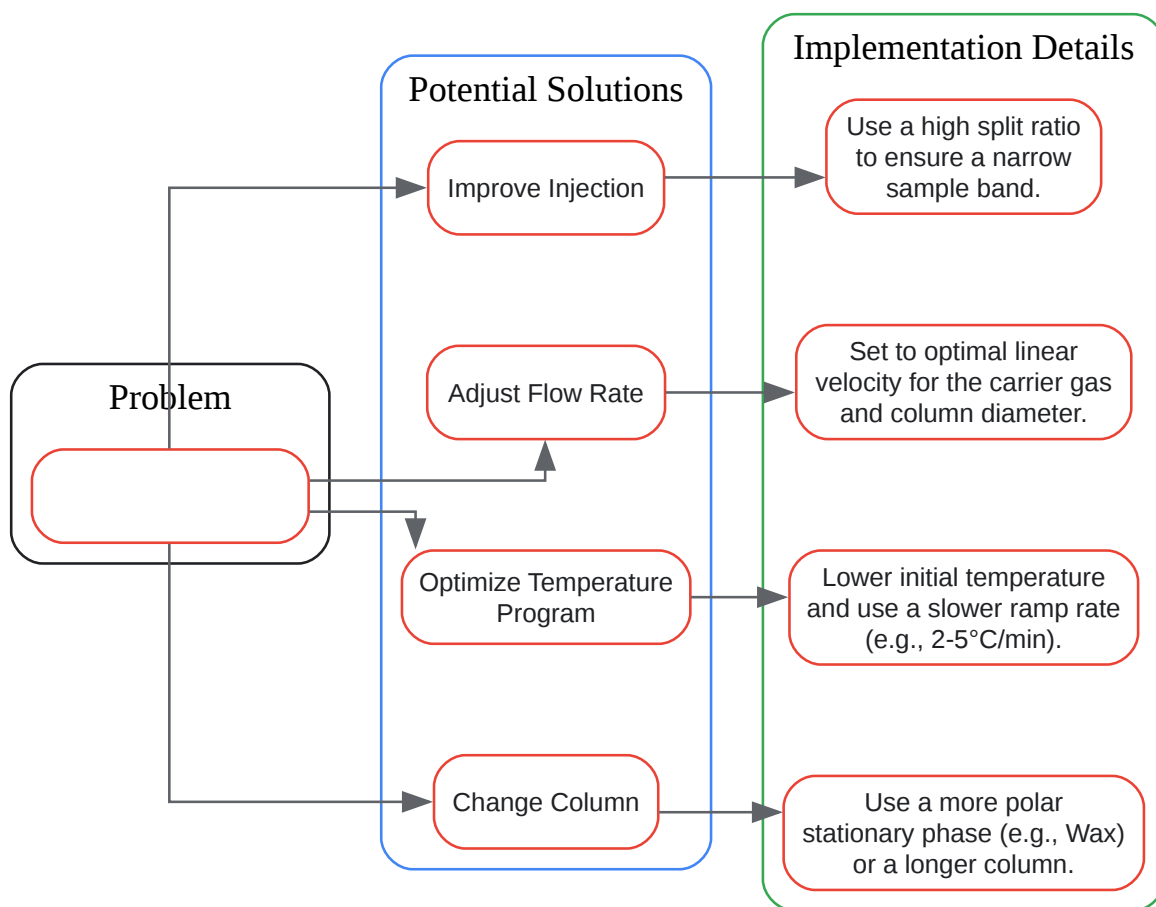 Problem
Potential Solutions
Improve Injection
Adjust Flow Rate
Optimize Temperature
Program
Change Column
Implementation Details
Use a high split ratio
to ensure a narrow
sample band.
Set to optimal linear
velocity for the carrier gas
and column diameter.
Lower initial temperature
and use a slower ramp rate
(e.g., 2-5°C/min).
Use a more polar
stationary phase (e.g., Wax)
or a longer column.